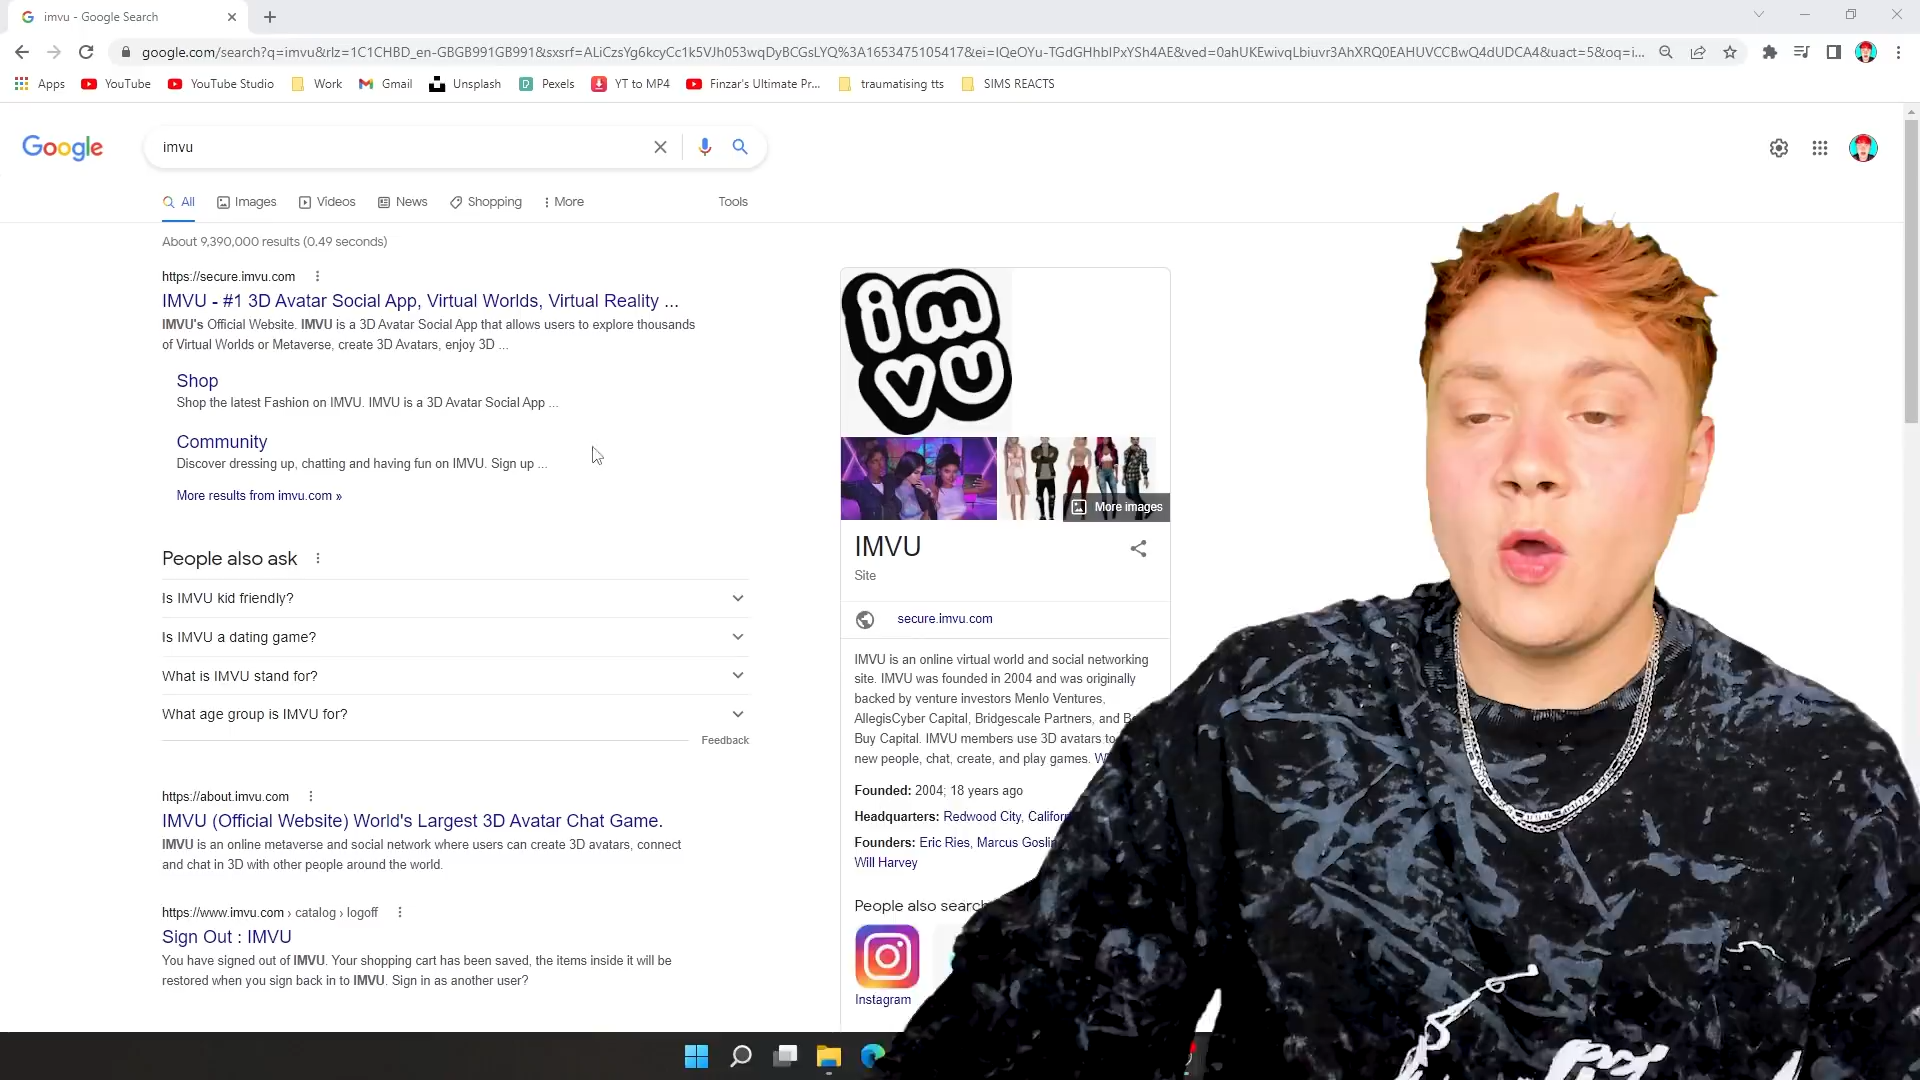 imvu - Google Search
google.com/search?q=imvu&rlz=1C1CHBD_en-GBGB991GB991&sxsrf=ALiCzsYg6kcyCc1k5VJh053wqDyBCGsLYQ%3A1653475105417&ei=IQeOYu-TGdGHhbIPxYSh4AE&ved=0ahUKEwivqLbiuvr3AhXRQ0EAHUVCCBwQ4dUDCA4&uact=5&oq=i...
Apps YouTube YouTube Studio Work Gmail Unsplash Pexels YT to MP4 Finzar's Ultimate Pr... traumatising tts SIMS REACTS
Google imvu
All Images Videos News Shopping More Tools
About 9,390,000 results (0.49 seconds)
https://secure.imvu.com
IMVU - #1 3D Avatar Social App, Virtual Worlds, Virtual Reality ...
IMVU's Official Website. IMVU is a 3D Avatar Social App that allows users to explore thousands
of Virtual Worlds or Metaverse, create 3D Avatars, enjoy 3D ...
Shop
Shop the latest Fashion on IMVU. IMVU is a 3D Avatar Social App ...
Community
Discover dressing up, chatting and having fun on IMVU. Sign up ...
More results from imvu.com »
People also ask
Is IMVU kid friendly?
Is IMVU a dating game?
What is IMVU stand for?
What age group is IMVU for?
Feedback
https://about.imvu.com
IMVU (Official Website) World's Largest 3D Avatar Chat Game.
IMVU is an online metaverse and social network where users can create 3D avatars, connect
and chat in 3D with other people around the world.
https://www.imvu.com › catalog › logoff
Sign Out : IMVU
You have signed out of IMVU. Your shopping cart has been saved, the items inside it will be
restored when you sign back in to IMVU. Sign in as another user?
im
vu
More images
IMVU
Site
secure.imvu.com
IMVU is an online virtual world and social networking
site. IMVU was founded in 2004 and was originally
backed by venture investors Menlo Ventures,
AllegisCyber Capital, Bridgescale Partners, and
Buy Capital. IMVU members use 3D avatars to
new people, chat, create, and play games.
Founded: 2004; 18 years ago
Headquarters: Redwood City,
Founders: Eric Ries, Marcus
Will Harvey
People also search
Instagram